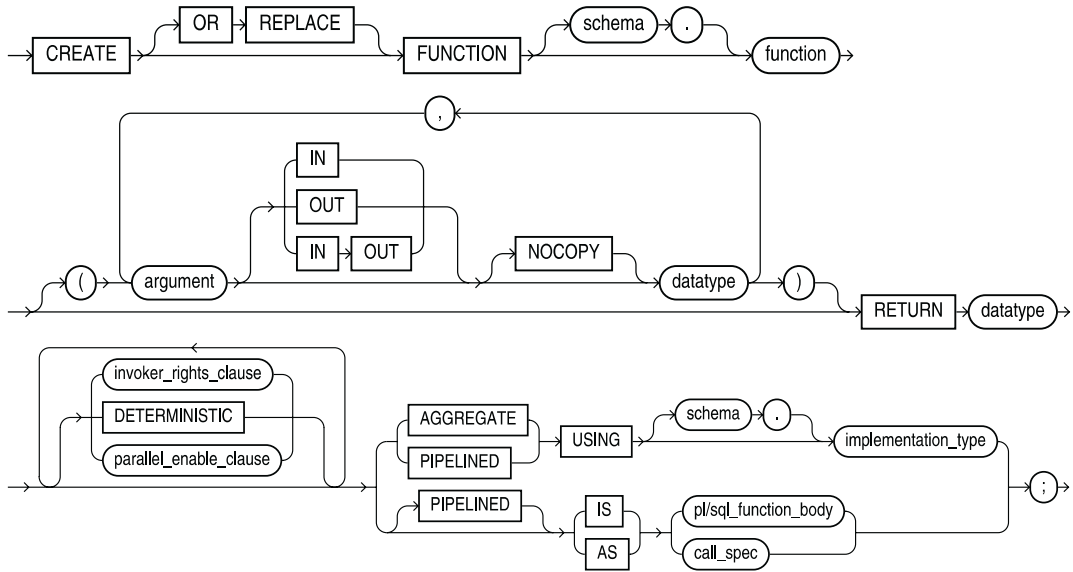 OR REPLACE schema .
CREATE FUNCTION function
,
IN
OUT
IN OUT NOCOPY
( argument datatype )
RETURN datatype
invoker_rights_clause
DETERMINISTIC
parallel_enable_clause
AGGREGATE
PIPELINED
USING
schema .
implementation_type
PIPELINED
IS
AS
pl/sql_function_body
call_spec
;